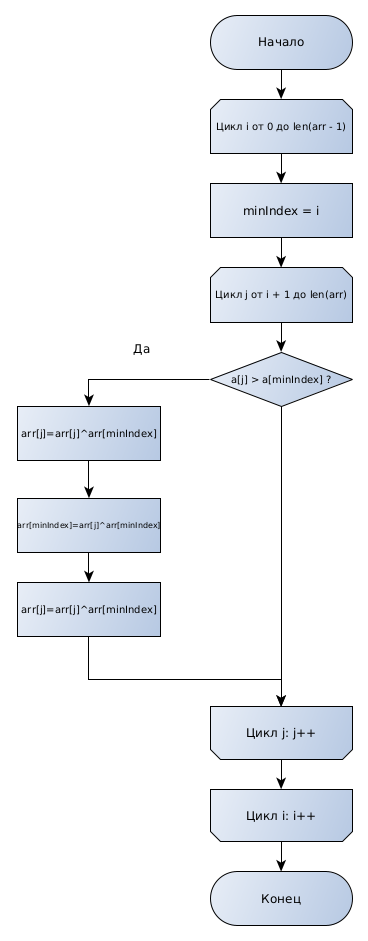 Начало
Цикл i от 0 до len(arr - 1)
minIndex = i
Цикл j от i + 1 до len(arr)
Да
a[j] > a[minIndex] ?
arr[j]=arr[j]^arr[minIndex]
arr[minIndex]=arr[j]^arr[minIndex]
arr[j]=arr[j]^arr[minIndex]
Цикл j: j++
Цикл i: i++
Конец